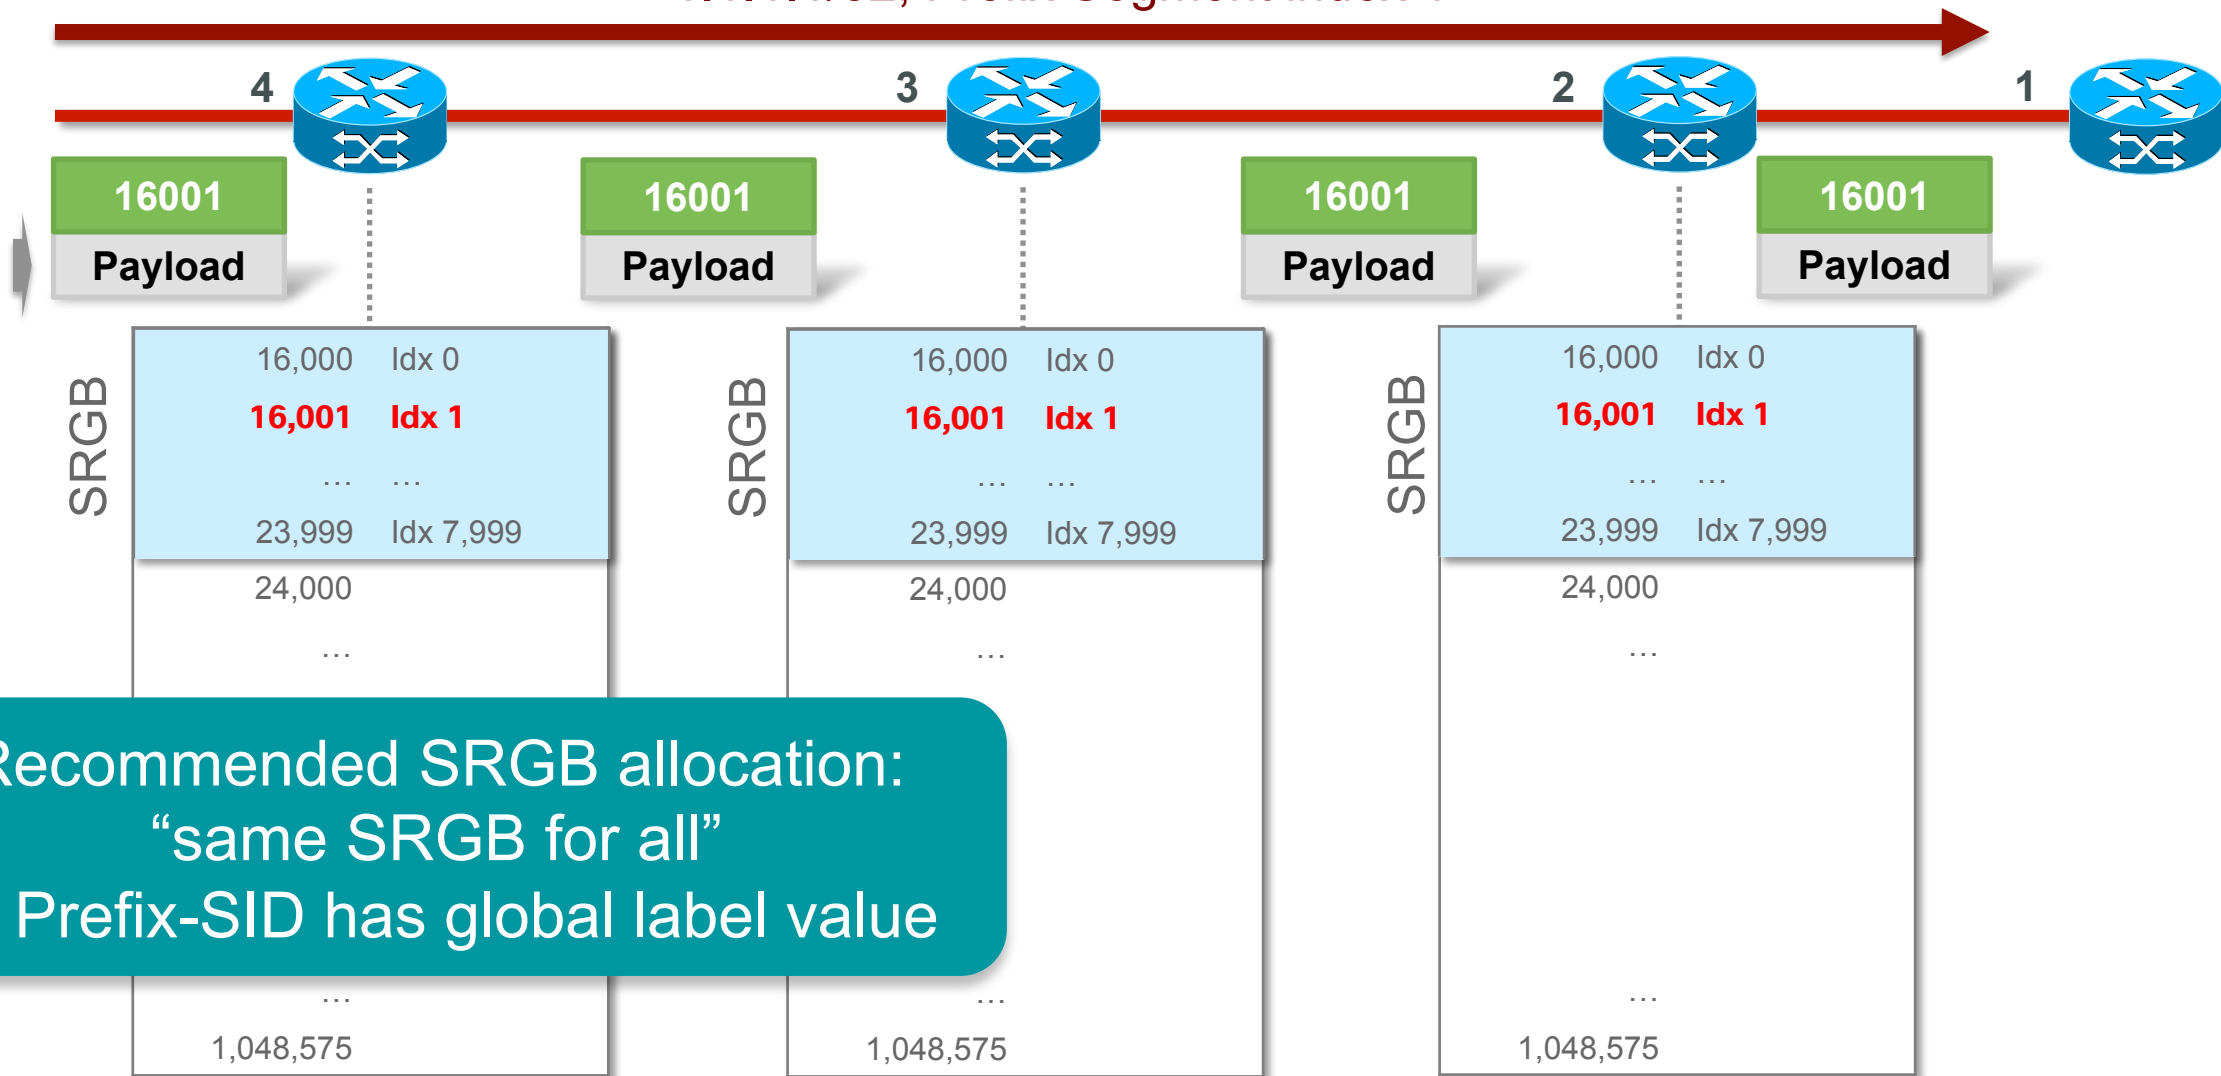 4 3 2 1
16001 16001 16001 16001
Payload Payload Payload Payload
SRGB SRGB SRGB
16,000 Idx 0 16,000 Idx 0 16,000 Idx 0
16,001 Idx 1 16,001 Idx 1 16,001 Idx 1
... ... ... ... ... ...
23,999 Idx 7,999 23,999 Idx 7,999 23,999 Idx 7,999
24,000 24,000 24,000
... ... ...
Recommended SRGB allocation:
“same SRGB for all”
Prefix-SID has global label value
... ... ...
1,048,575 1,048,575 1,048,575